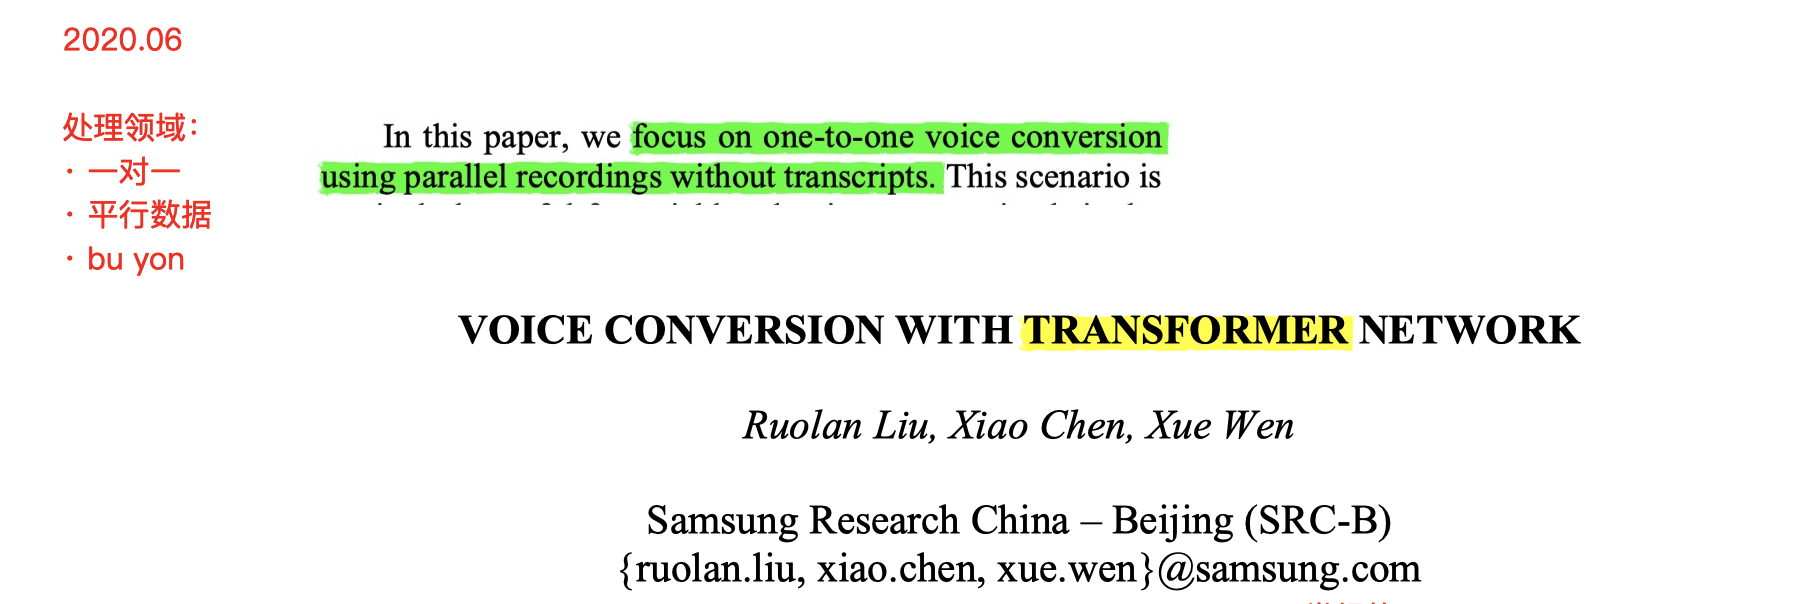 2020.06
处理领域：
· 一对一
· 平行数据
· bu yon
In this paper, we focus on one-to-one voice conversion
using parallel recordings without transcripts. This scenario is
VOICE CONVERSION WITH TRANSFORMER NETWORK
Ruolan Liu, Xiao Chen, Xue Wen
Samsung Research China – Beijing (SRC-B)
{ruolan.liu, xiao.chen, xue.wen}@samsung.com